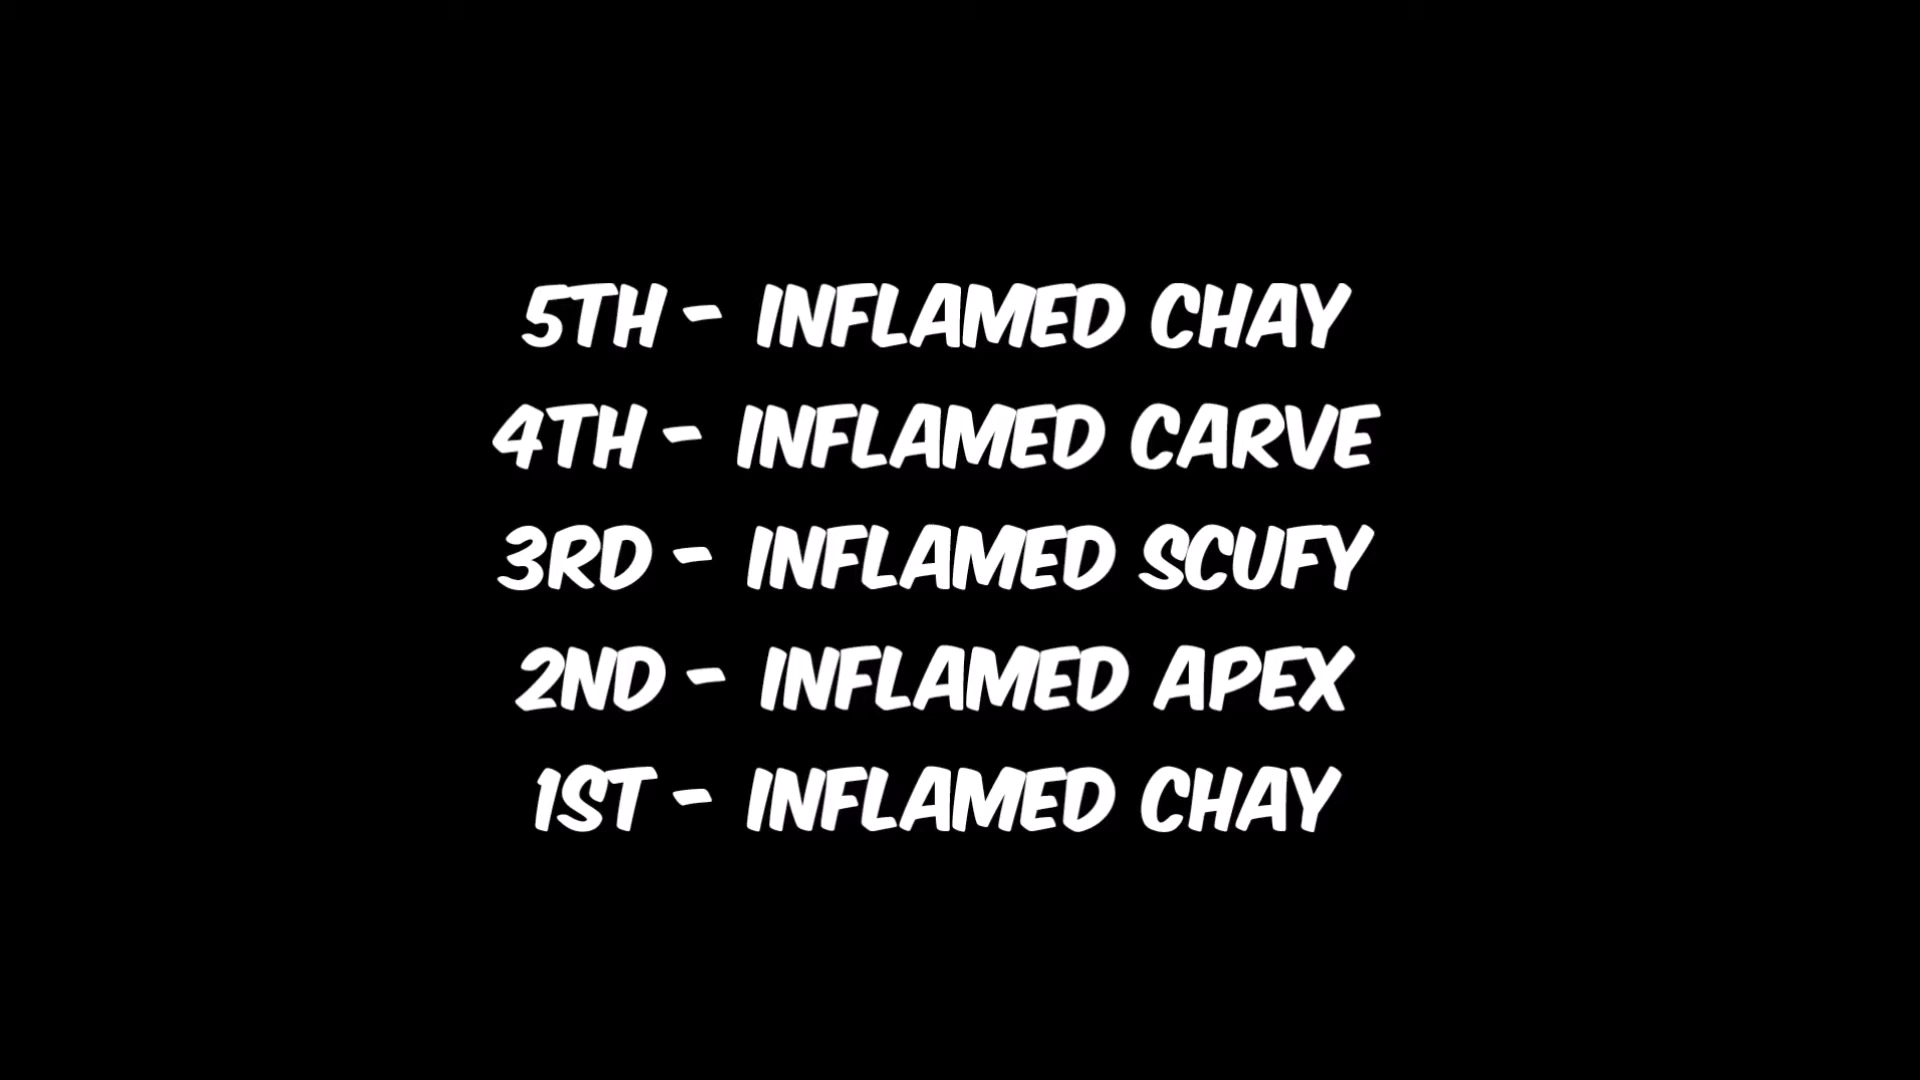 5TH - INFLAMED CHAY
4TH - INFLAMED CARVE
3RD - INFLAMED SCUFY
2ND - INFLAMED APEX
1ST - INFLAMED CHAY